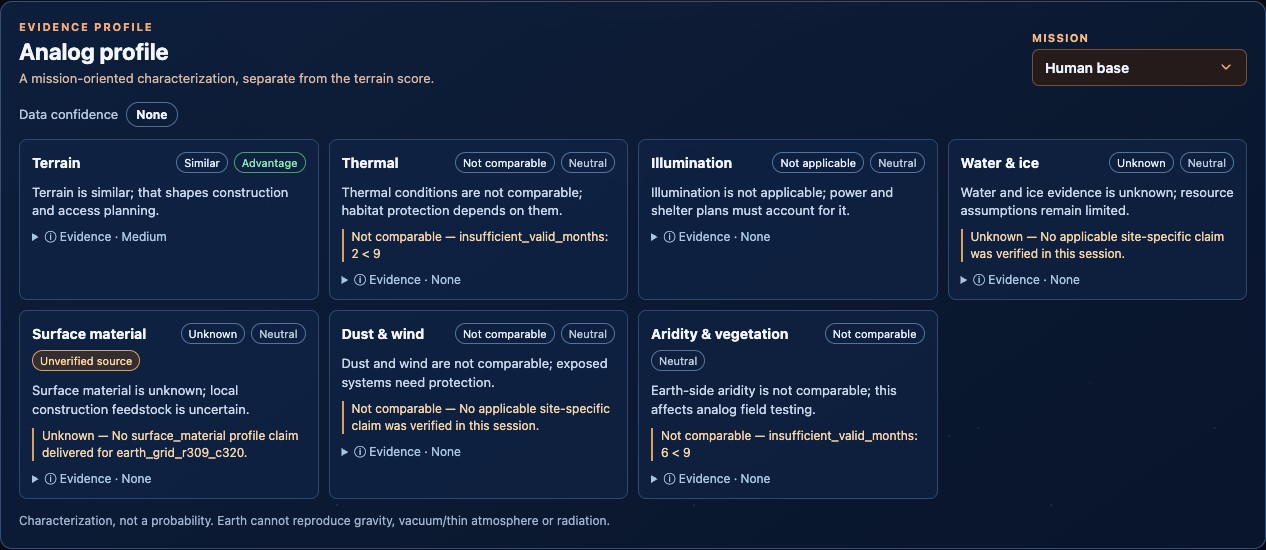 EVIDENCE PROFILE
Analog profile
A mission-oriented characterization, separate from the terrain score.
MISSION
Human base
Data confidence None
Terrain Similar Advantage
Terrain is similar; that shapes construction
and access planning.
▶ ⓘ Evidence · Medium
Thermal Not comparable Neutral
Thermal conditions are not comparable;
habitat protection depends on them.
Not comparable — insufficient_valid_months:
2 < 9
▶ ⓘ Evidence · None
Illumination Not applicable Neutral
Illumination is not applicable; power and
shelter plans must account for it.
▶ ⓘ Evidence · None
Water & ice Unknown Neutral
Water and ice evidence is unknown; resource
assumptions remain limited.
Unknown — No applicable site-specific claim
was verified in this session.
▶ ⓘ Evidence · None
Surface material Unknown Neutral
Unverified source
Surface material is unknown; local
construction feedstock is uncertain.
Unknown — No surface_material profile claim
delivered for earth_grid_r309_c320.
▶ ⓘ Evidence · None
Dust & wind Not comparable Neutral
Dust and wind are not comparable; exposed
systems need protection.
Not comparable — No applicable site-specific
claim was verified in this session.
▶ ⓘ Evidence · None
Aridity & vegetation Not comparable
Neutral
Earth-side aridity is not comparable; this
affects analog field testing.
Not comparable — insufficient_valid_months:
6 < 9
▶ ⓘ Evidence · None
Characterization, not a probability. Earth cannot reproduce gravity, vacuum/thin atmosphere or radiation.